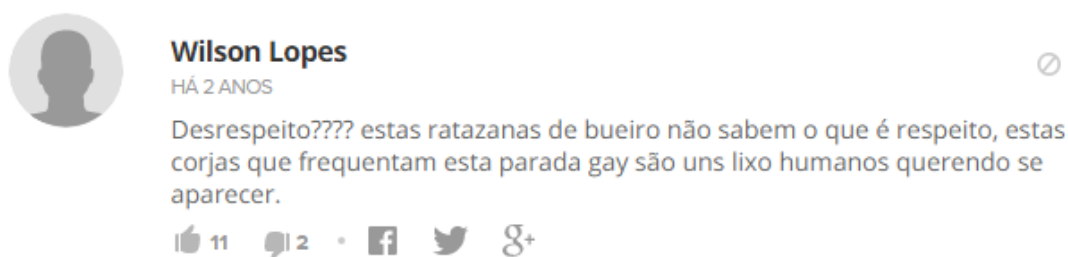 Wilson Lopes
HÁ 2 ANOS
Desrespeito???? estas ratazanas de bueiro não sabem o que é respeito, estas
corjas que frequentam esta parada gay são uns lixo humanos querendo se
aparecer.
11 2 • g+